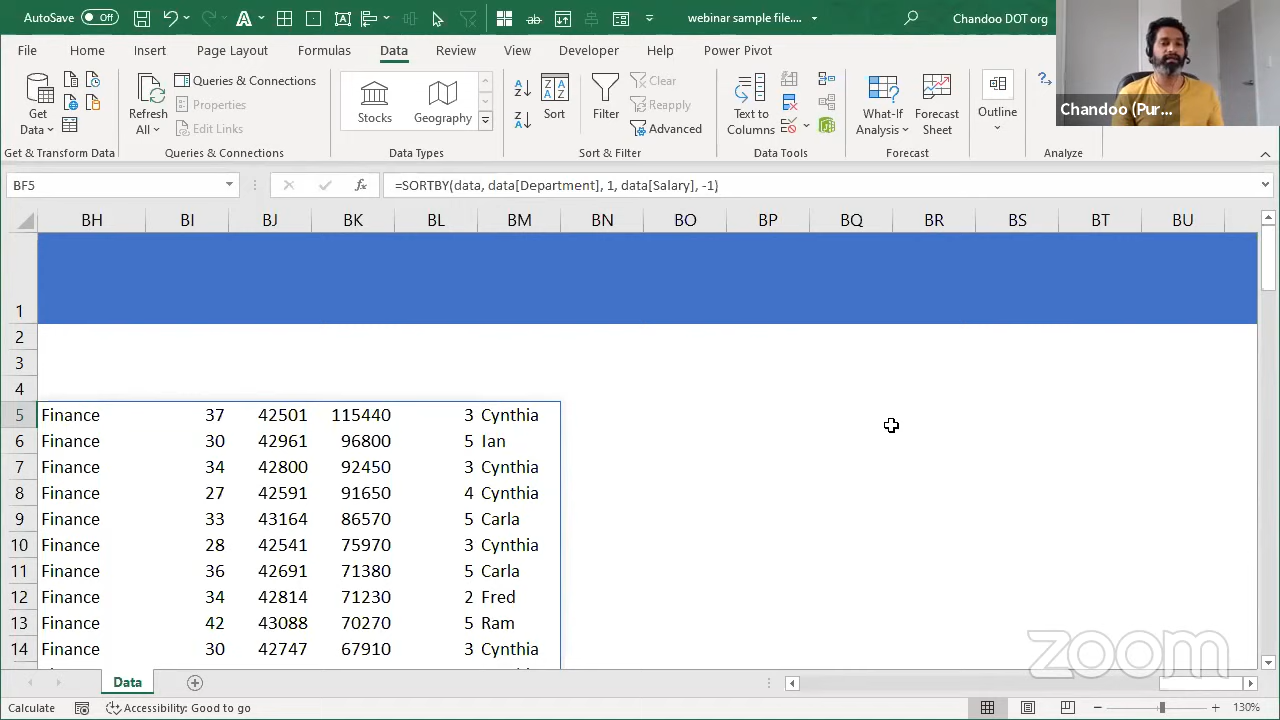 AutoSave Off webinar sample file.... Chandoo DOT org
File Home Insert Page Layout Formulas Data Review View Developer Help Power Pivot
Get Data
Refresh All
Queries & Connections
Properties
Edit Links
Stocks
Geography
Sort
Filter
Clear
Reapply
Advanced
Text to Columns
What-If Analysis
Forecast Sheet
Outline
Chandoo (Pur...
Get & Transform Data Queries & Connections Data Types Sort & Filter Data Tools Forecast Analyze
BF5 fx =SORTBY(data, data[Department], 1, data[Salary], -1)
BH BI BJ BK BL BM BN BO BP BQ BR BS BT BU
1
2
3
4
5 Finance 37 42501 115440 3 Cynthia
6 Finance 30 42961 96800 5 Ian
7 Finance 34 42800 92450 3 Cynthia
8 Finance 27 42591 91650 4 Cynthia
9 Finance 33 43164 86570 5 Carla
10 Finance 28 42541 75970 3 Cynthia
11 Finance 36 42691 71380 5 Carla
12 Finance 34 42814 71230 2 Fred
13 Finance 42 43088 70270 5 Ram
14 Finance 30 42747 67910 3 Cynthia
zoom
Data
Calculate Accessibility: Good to go 130%